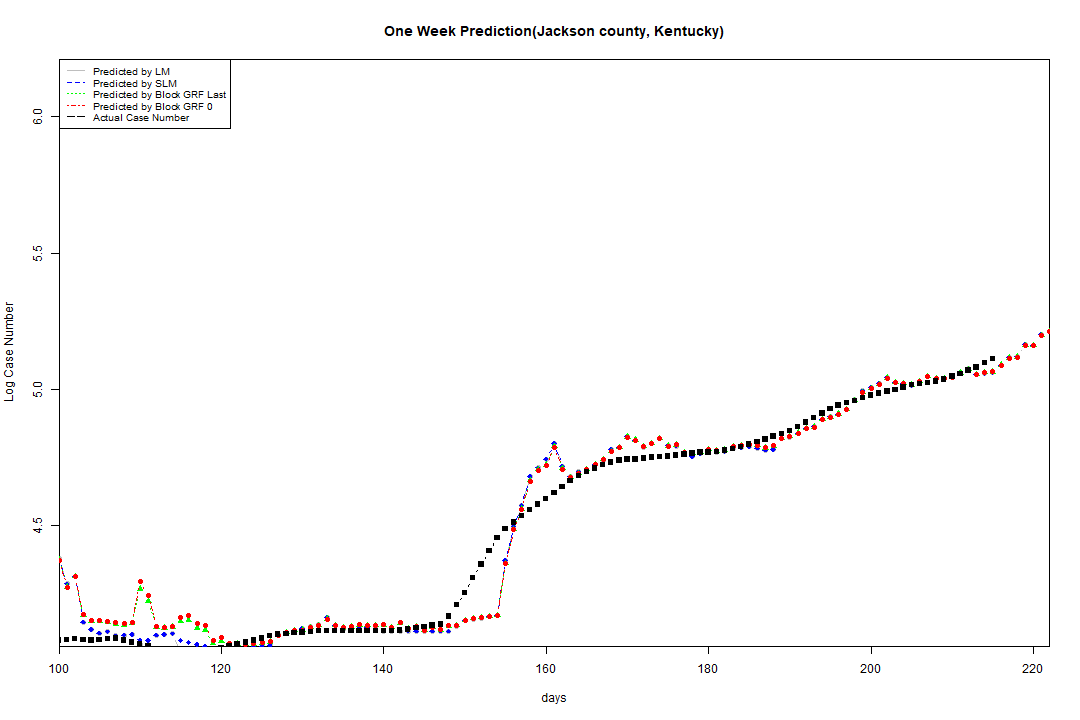 One Week Prediction(Jackson county, Kentucky)
Predicted by LM
Predicted by SLM
Predicted by Block GRF Last
Predicted by Block GRF 0
Actual Case Number
6.0
5.5
5.0
4.5
Log Case Number
100 120 140 160 180 200 220
days